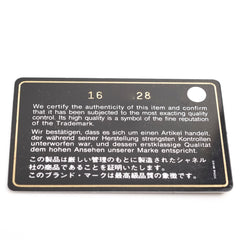 16 28
We certify the authenticity of this item and confirm
that it has been subjected to the most exacting quality
control. Its high quality is a symbol of the fine reputation
of the Trademark.
Wir bestätigen, dass es sich um einen Artikel handelt,
der während seiner Herstellung strengsten Kontrollen
unterworfen war. Dessen erstklassige Qualität
dem hohen Ansehen unserer Marke entspricht.
この製品は厳しい管理のもとに製造されたシャネル
社の商品であることを証明いたします。
このブランド・マークは最高級品の象徴です。